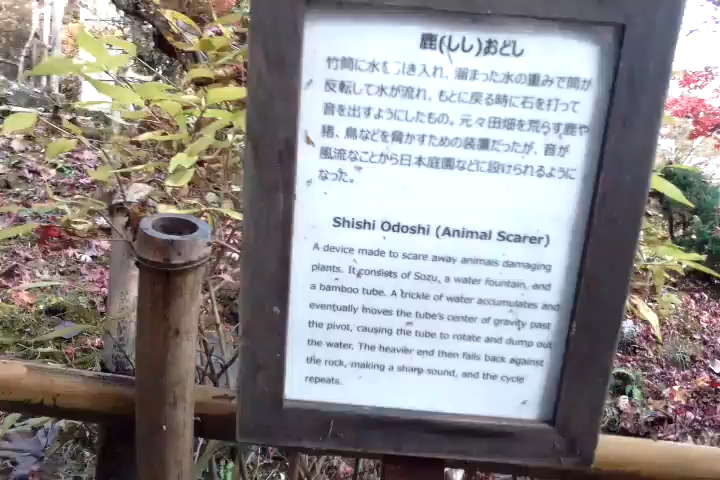 鹿(しし)おどし
竹筒に水を引き入れ、溜まった水の重みで筒が
反転して水が流れ、もとに戻る時に石を打って
音を出すようにしたもの。元々田畑を荒らす鹿や
猪、鳥などを脅かすための装置だったが、音が
風流なことから日本庭園などに設けられるように
なった。
Shishi Odoshi (Animal Scarer)
A device made to scare away animals damaging
plants. It consists of Sozu, a water fountain, and
a bamboo tube. A trickle of water accumulates and
eventually moves the tube's center of gravity past
the pivot, causing the tube to rotate and dump out
the water. The heavier end then falls back against
the ruck, making a sharp sound, and the cycle
repeats.